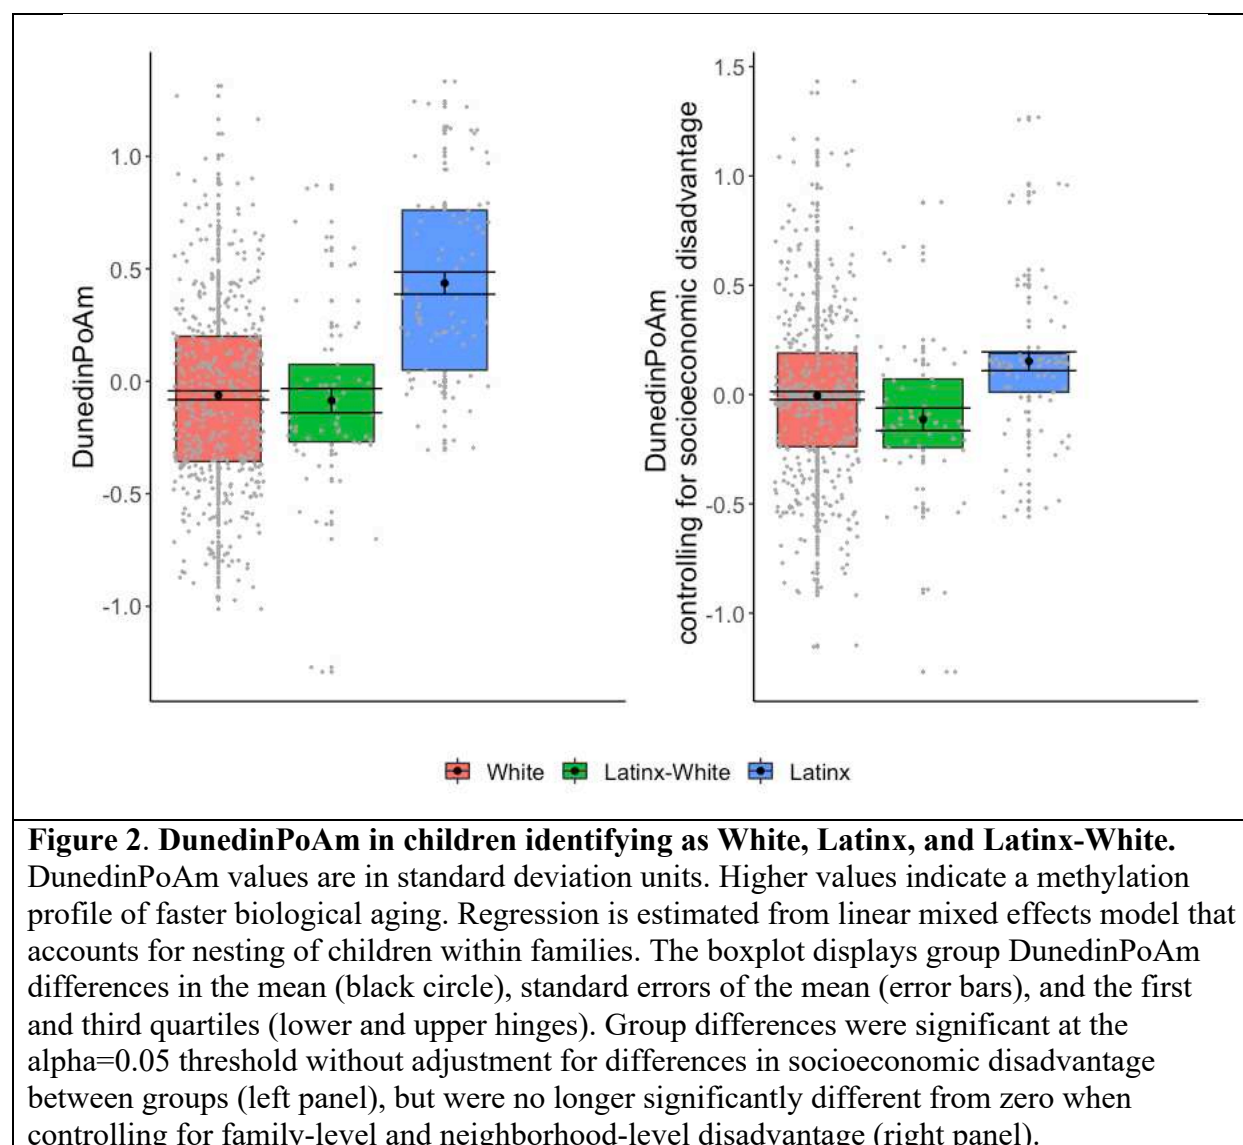 DunedinPoAm
1.0
0.5
0.0
-0.5
-1.0
DunedinPoAm
controlling for socioeconomic disadvantage
1.5
1.0
0.5
0.0
-0.5
-1.0
White Latinx-White Latinx
Figure 2. DunedinPoAm in children identifying as White, Latinx, and Latinx-White.
DunedinPoAm values are in standard deviation units. Higher values indicate a methylation
profile of faster biological aging. Regression is estimated from linear mixed effects model that
accounts for nesting of children within families. The boxplot displays group DunedinPoAm
differences in the mean (black circle), standard errors of the mean (error bars), and the first
and third quartiles (lower and upper hinges). Group differences were significant at the
alpha=0.05 threshold without adjustment for differences in socioeconomic disadvantage
between groups (left panel), but were no longer significantly different from zero when
controlling for family-level and neighborhood-level disadvantage (right panel).